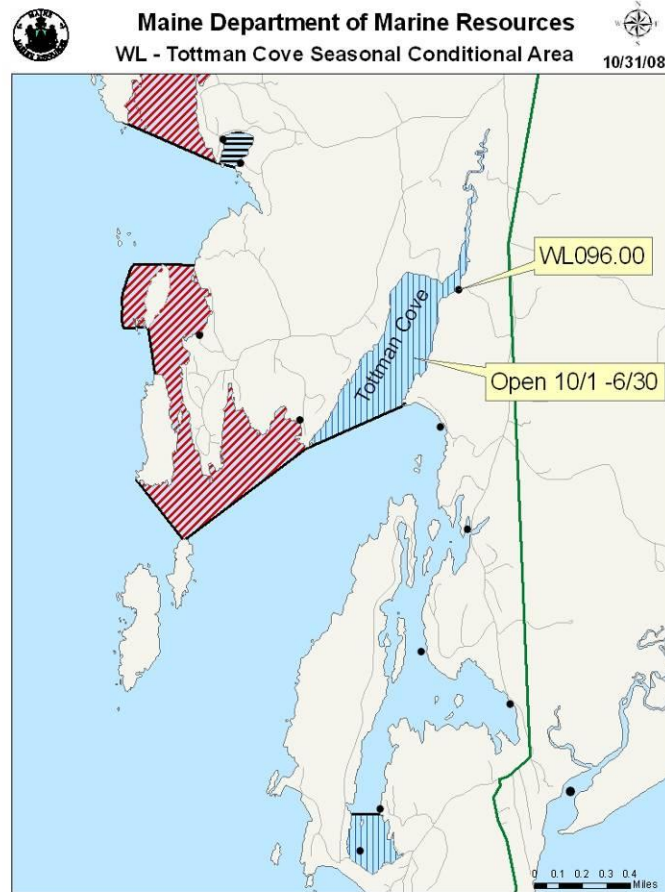 Maine Department of Marine Resources
WL - Tottman Cove Seasonal Conditional Area
10/31/08
WL096.00
Tottman Cove
Open 10/1 -6/30
0 0.1 0.2 0.3 0.4
Miles